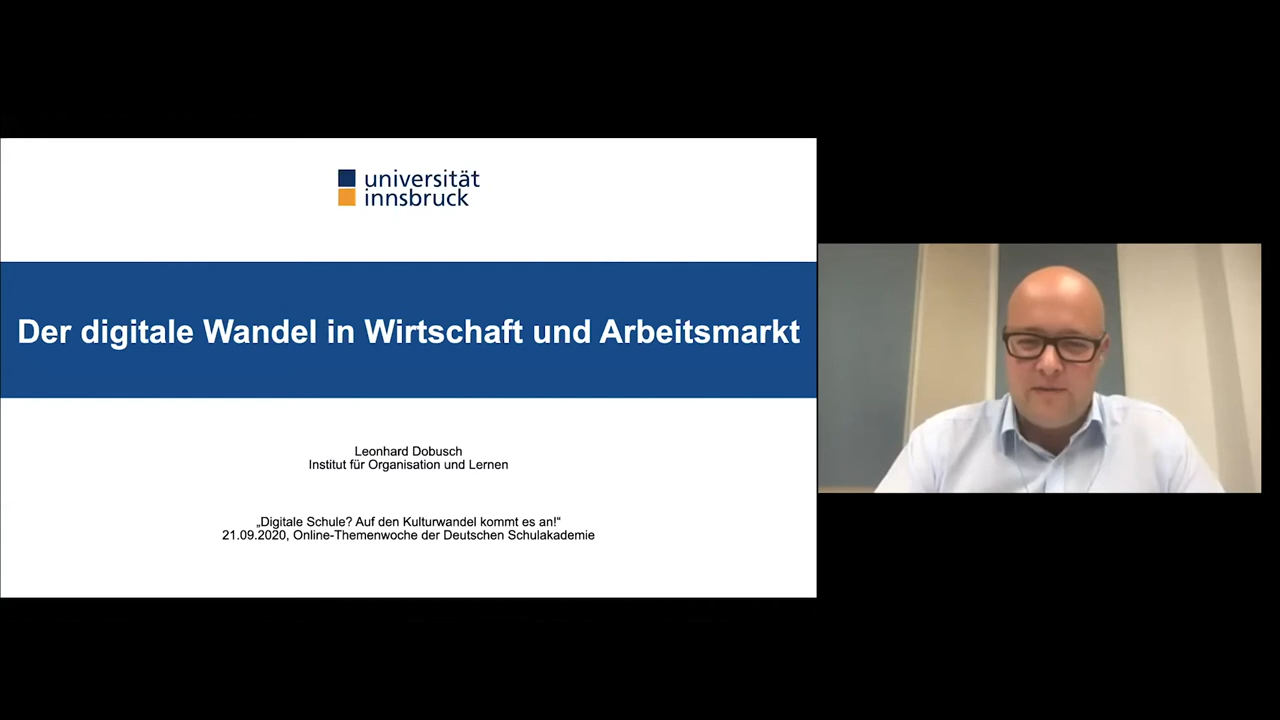 universität
innsbruck
Der digitale Wandel in Wirtschaft und Arbeitsmarkt
Leonhard Dobusch
Institut für Organisation und Lernen
„Digitale Schule? Auf den Kulturwandel kommt es an!“
21.09.2020, Online-Themenwoche der Deutschen Schulakademie